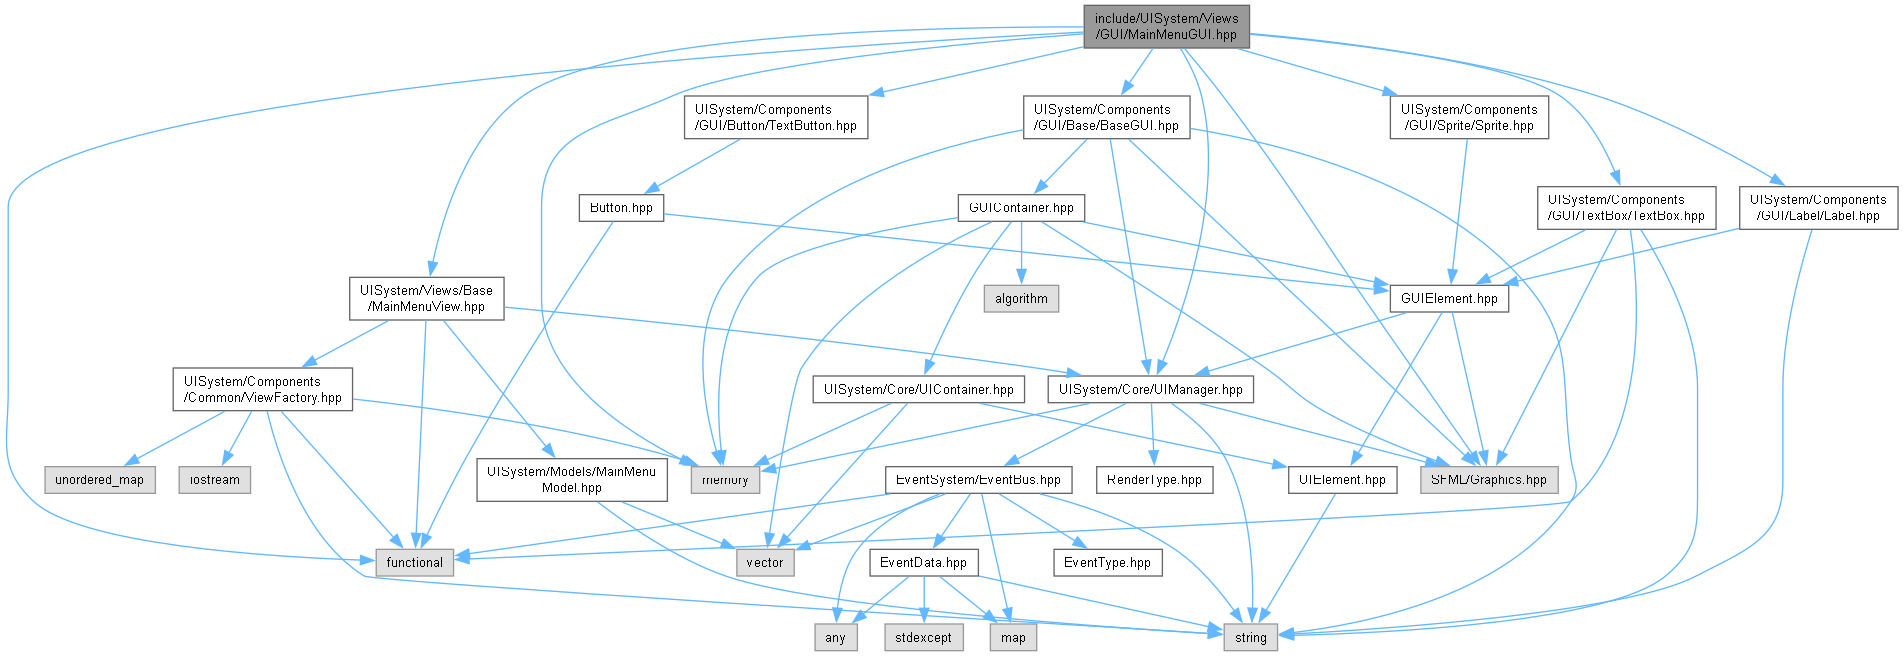 include/UISystem/Views
/GUI/MainMenuGUI.hpp
UISystem/Components
/GUI/Button/TextButton.hpp
UISystem/Components
/GUI/Base/BaseGUI.hpp
UISystem/Components
/GUI/Sprite/Sprite.hpp
Button.hpp
GUIContainer.hpp
UISystem/Components
/GUI/TextBox/TextBox.hpp
UISystem/Components
/GUI/Label/Label.hpp
UISystem/Views/Base
/MainMenuView.hpp
algorithm
GUIElement.hpp
UISystem/Components
/Common/ViewFactory.hpp
UISystem/Core/UIContainer.hpp
UISystem/Core/UIManager.hpp
unordered_map
iostream
UISystem/Models/MainMenu
Model.hpp
memory
EventSystem/EventBus.hpp
RenderType.hpp
UIElement.hpp
SFML/Graphics.hpp
functional
vector
EventData.hpp
EventType.hpp
any
stdexcept
map
string